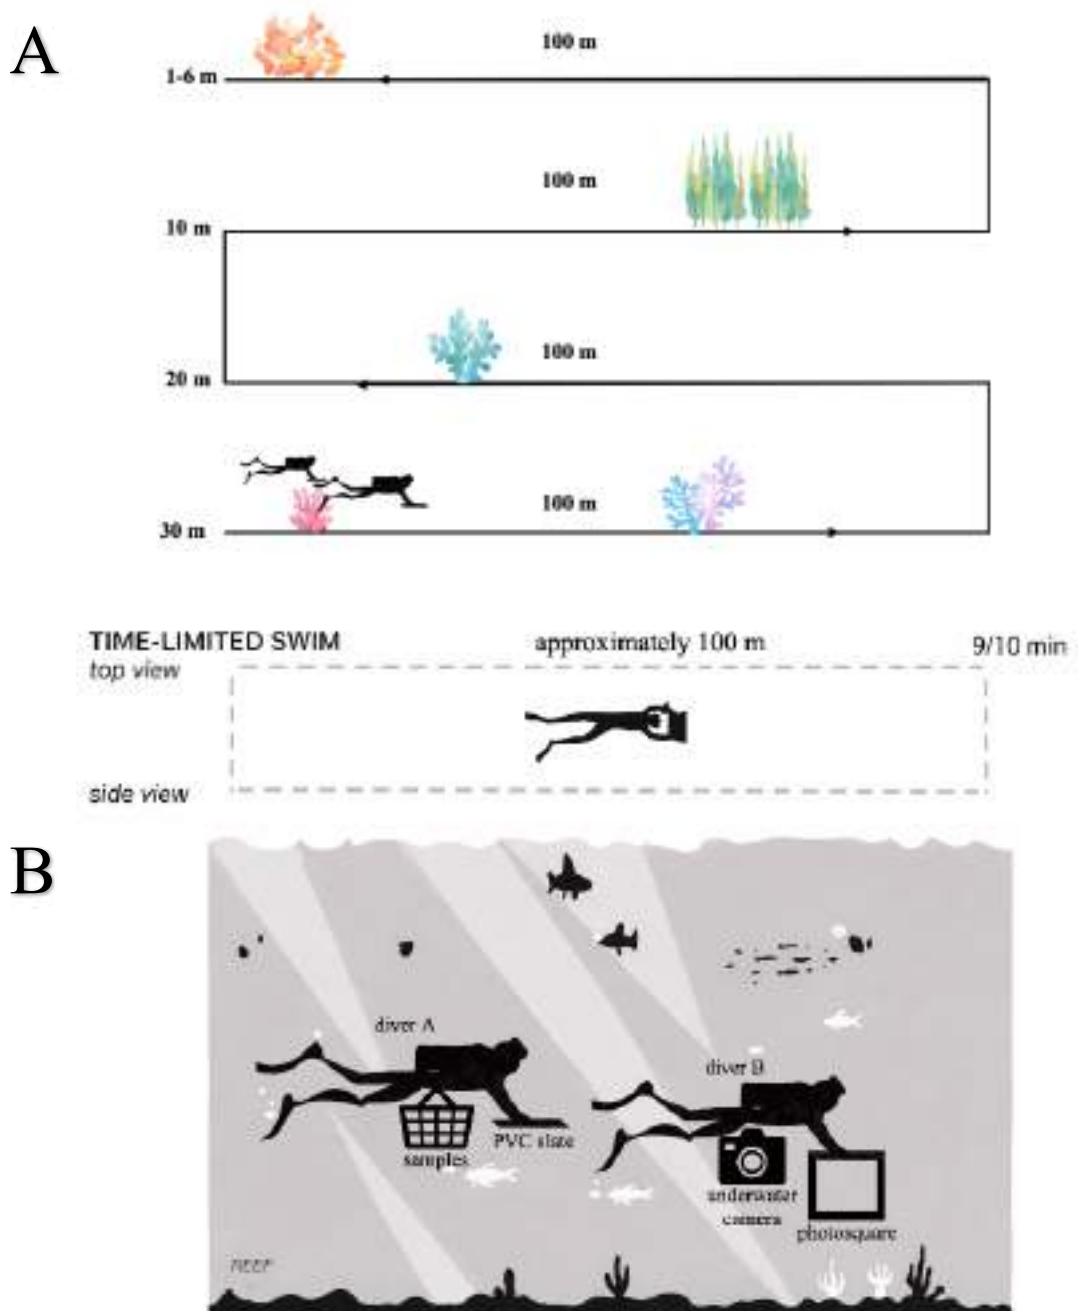 A
100 m
1-6 m
100 m
10 m
100 m
20 m
100 m
30 m
TIME-LIMITED SWIM approximately 100 m 9/10 min
top view
side view
B
diver A
diver B
PVC slate
samples
underwater
camera
photosquare
REEF